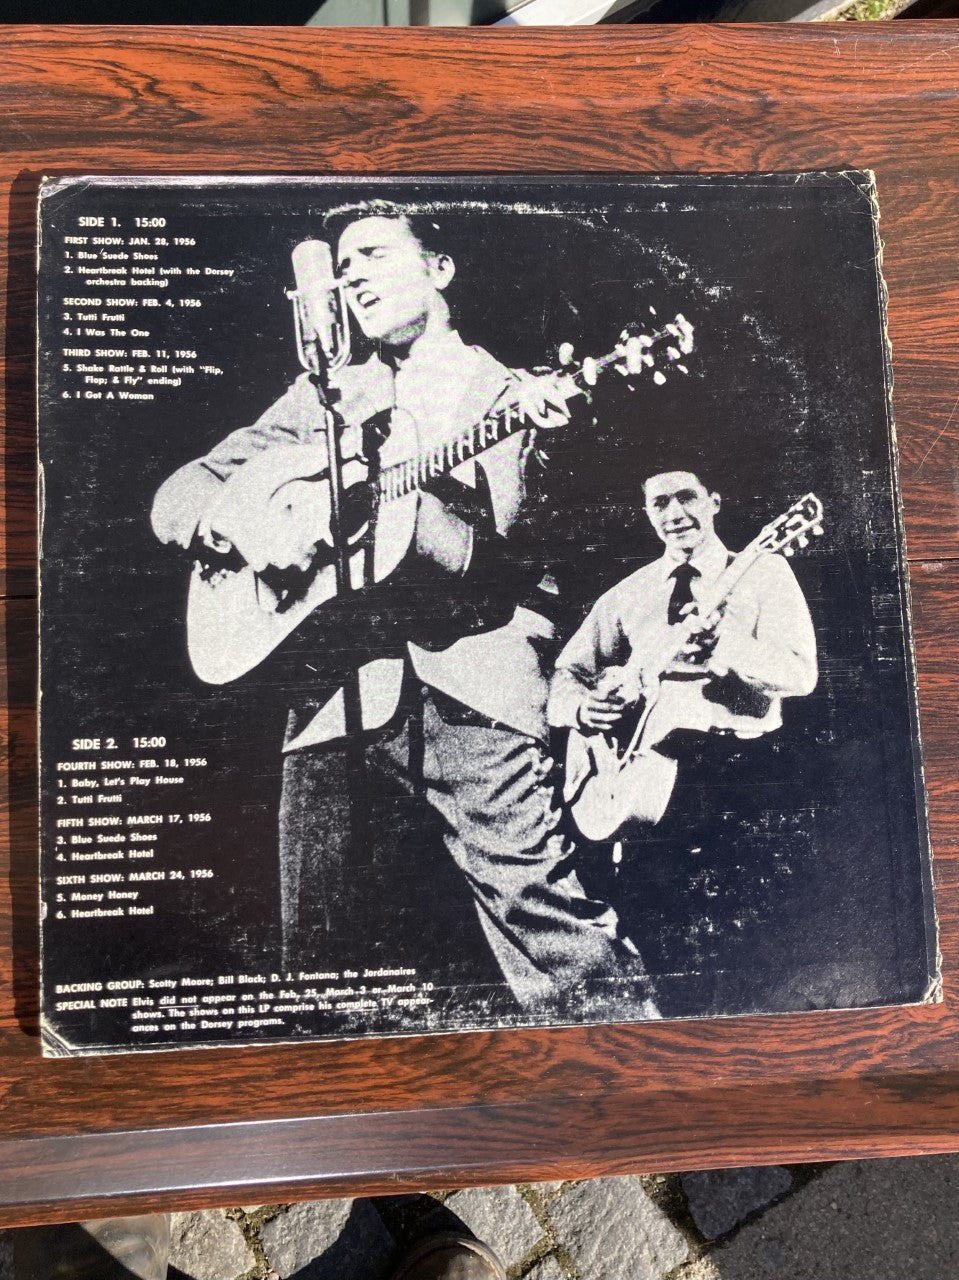 SIDE 1. 15:00
FIRST SHOW: JAN. 28, 1956
1. Blue Suede Shoes
2. Heartbreak Hotel (with the Dorsey
orchestra backing)
SECOND SHOW: FEB. 4, 1956
3. Tutti Frutti
4. I Was The One
THIRD SHOW: FEB. 11, 1956
5. Shake Rattle & Roll (with "Flip,
Flop; & Fly" ending)
6. I Got A Woman
SIDE 2. 15:00
FOURTH SHOW: FEB. 18, 1956
1. Baby, Let's Play House
2. Tutti Frutti
FIFTH SHOW: MARCH 17, 1956
3. Blue Suede Shoes
4. Heartbreak Hotel
SIXTH SHOW: MARCH 24, 1956
5. Money Honey
6. Heartbreak Hotel
BACKING GROUP: Scotty Moore; Bill Black; D. J. Fontana; the Jordanaires
SPECIAL NOTE Elvis did not appear on the Feb. 25, March 3 or March 10
shows. The shows on this LP comprise his complete TV appear-
ances on the Dorsey programs.